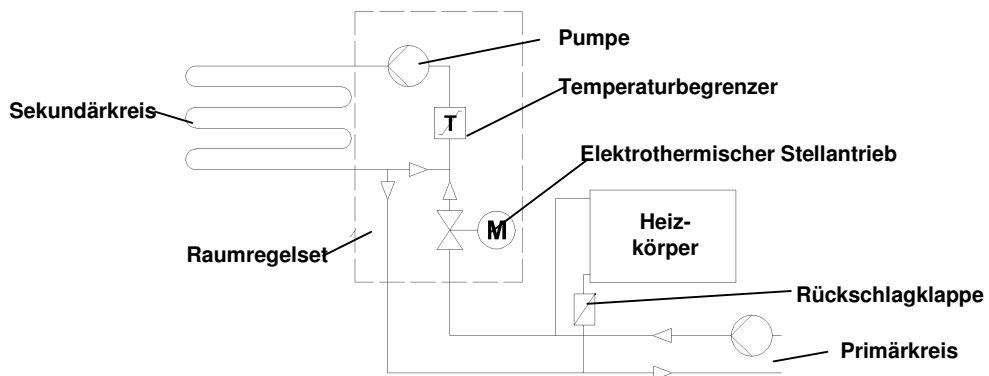 Pumpe
Temperaturbegrenzer
Sekundärkreis
T
Elektrothermischer Stellantrieb
M
Heiz-
körper
Raumregelset
Rückschlagklappe
Primärkreis